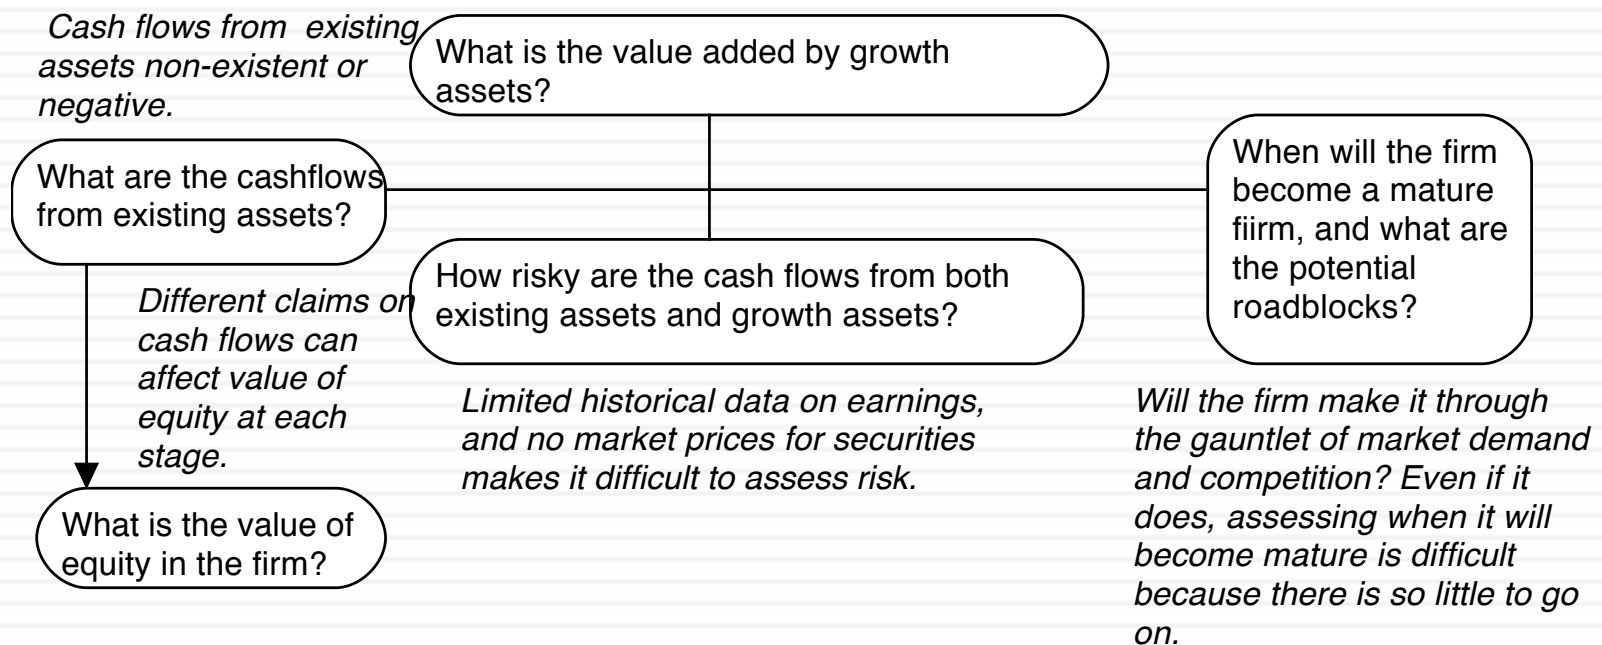 Cash flows from  existing
assets non-existent or
negative.
What is the value added by growth
assets?
What are the cashflows
from existing assets?
When will the firm
become a mature
fiirm, and what are
the potential
roadblocks?
How risky are the cash flows from both
existing assets and growth assets?
Different claims on
cash flows can
affect value of
equity at each
stage.
Limited historical data on earnings,
and no market prices for securities
makes it difficult to assess risk.
Will the firm make it through
the gauntlet of market demand
and competition? Even if it
does, assessing when it will
become mature is difficult
because there is so little to go
on.
What is the value of
equity in the firm?